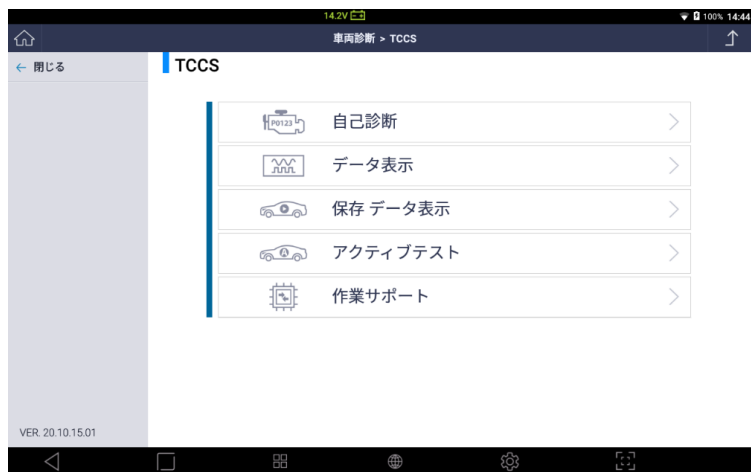 14.2V
100% 14:44
車両診断 > TCCS
← 閉じる
TCCS
P0123 自己診断
データ表示
保存 データ表示
A アクティブテスト
作業サポート
VER. 20.10.15.01